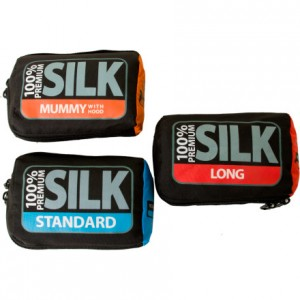 100% PREMIUM
SILK
MUMMY WITH HOOD
100% PREMIUM
SILK
LONG
100% PREMIUM
SILK
STANDARD